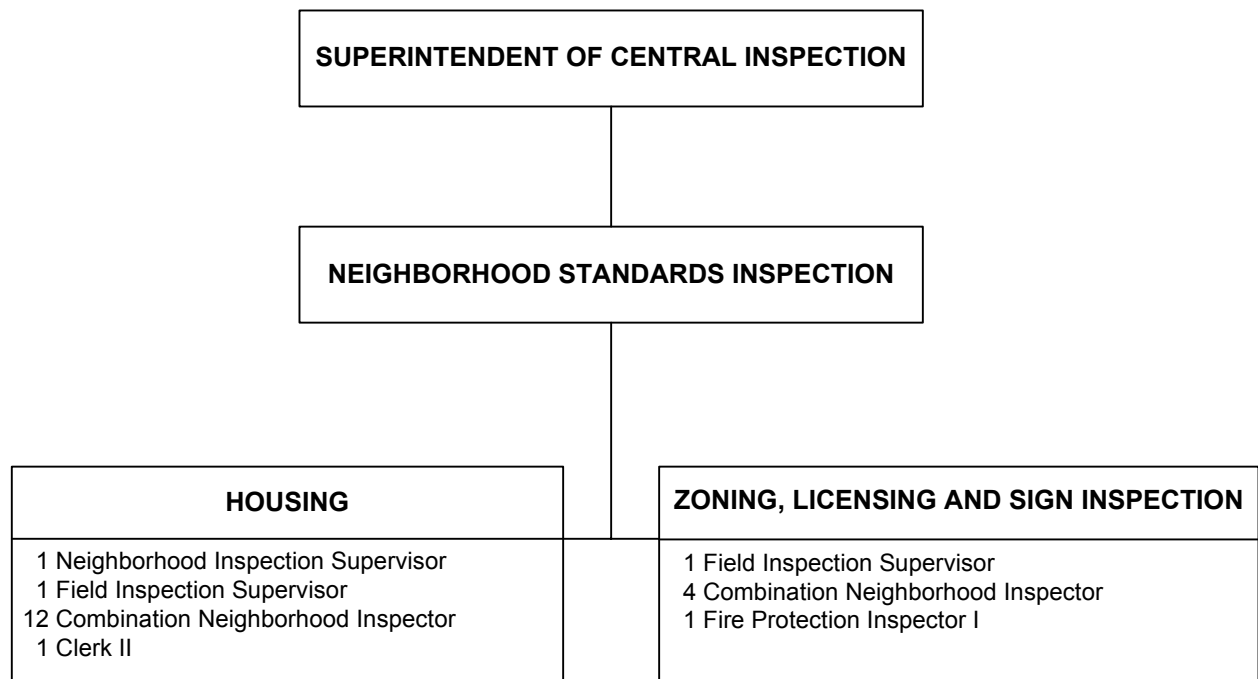 SUPERINTENDENT OF CENTRAL INSPECTION
NEIGHBORHOOD STANDARDS INSPECTION
HOUSING
1 Neighborhood Inspection Supervisor
1 Field Inspection Supervisor
12 Combination Neighborhood Inspector
1 Clerk II
ZONING, LICENSING AND SIGN INSPECTION
1 Field Inspection Supervisor
4 Combination Neighborhood Inspector
1 Fire Protection Inspector I